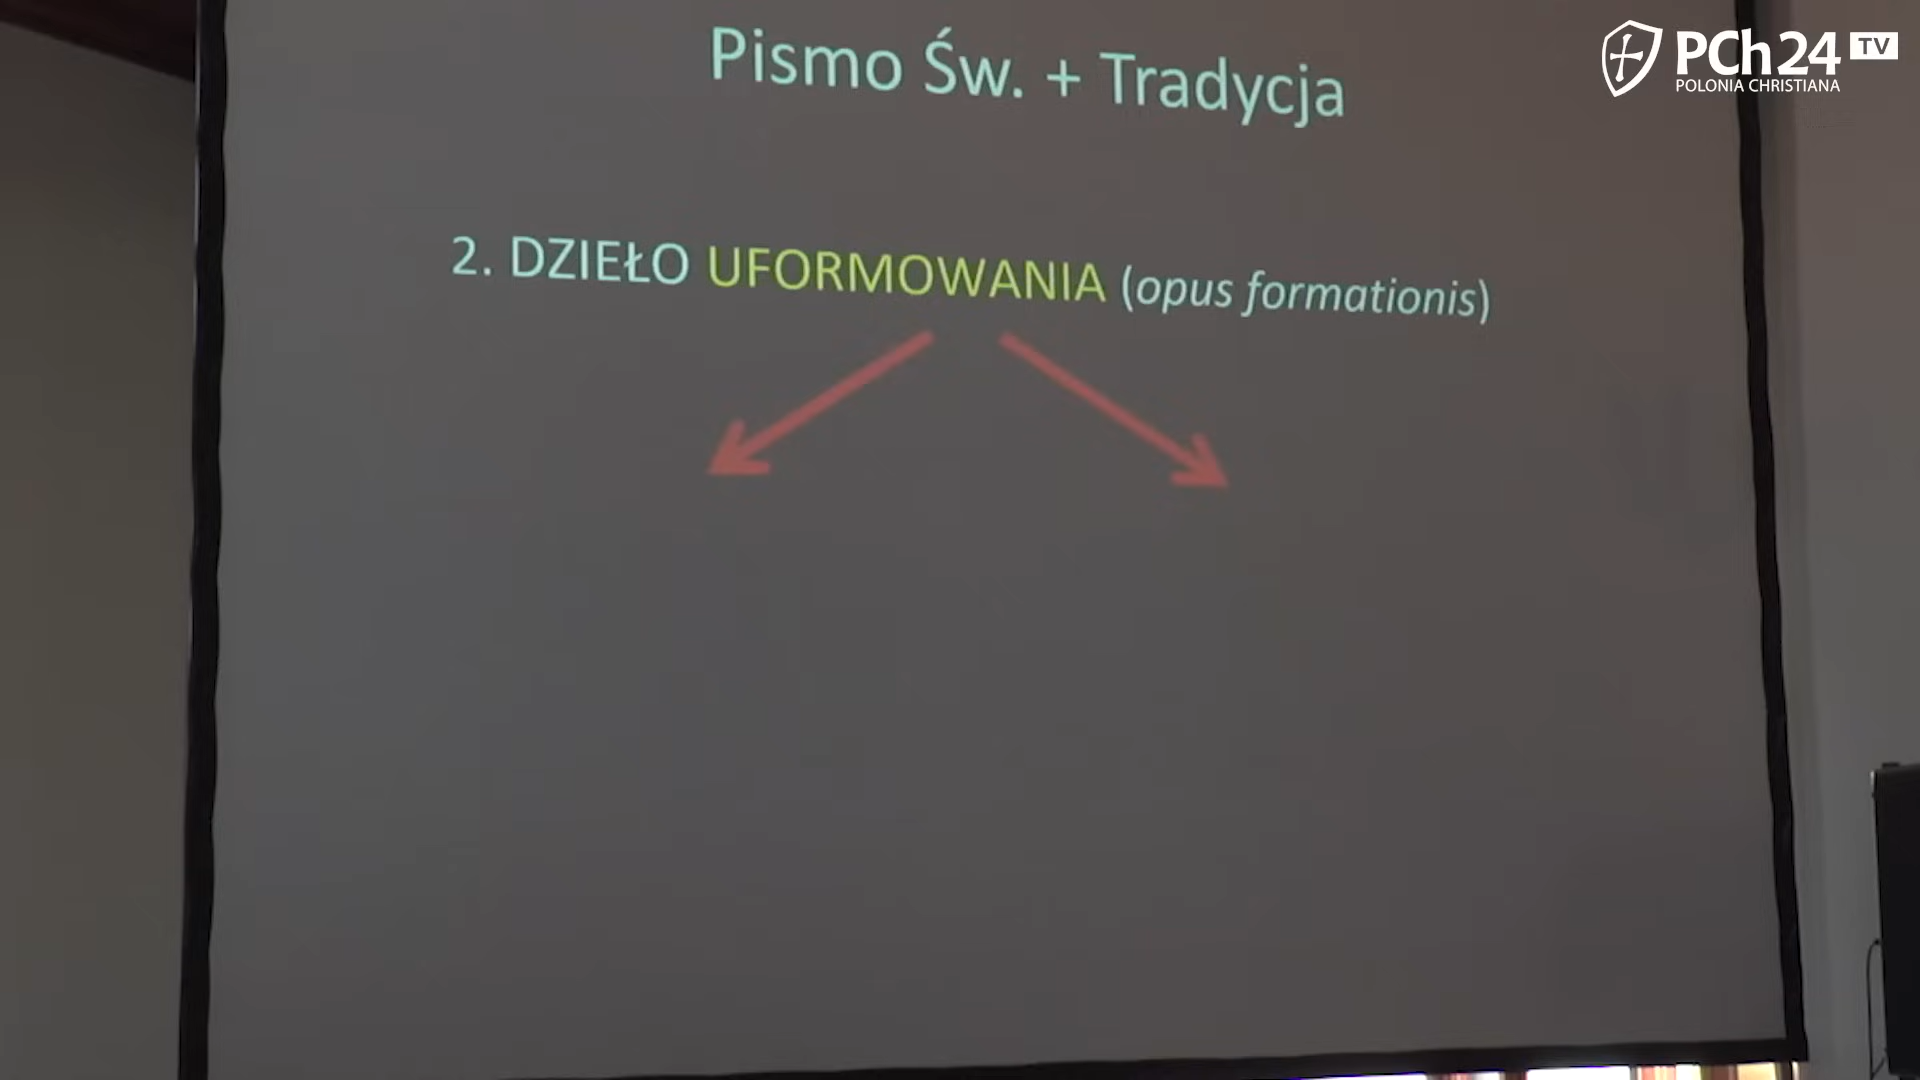 PCh24 TV
POLONIA CHRISTIANA
Pismo Św. + Tradycja
2. DZIEŁO UFORMOWANIA (opus formationis)